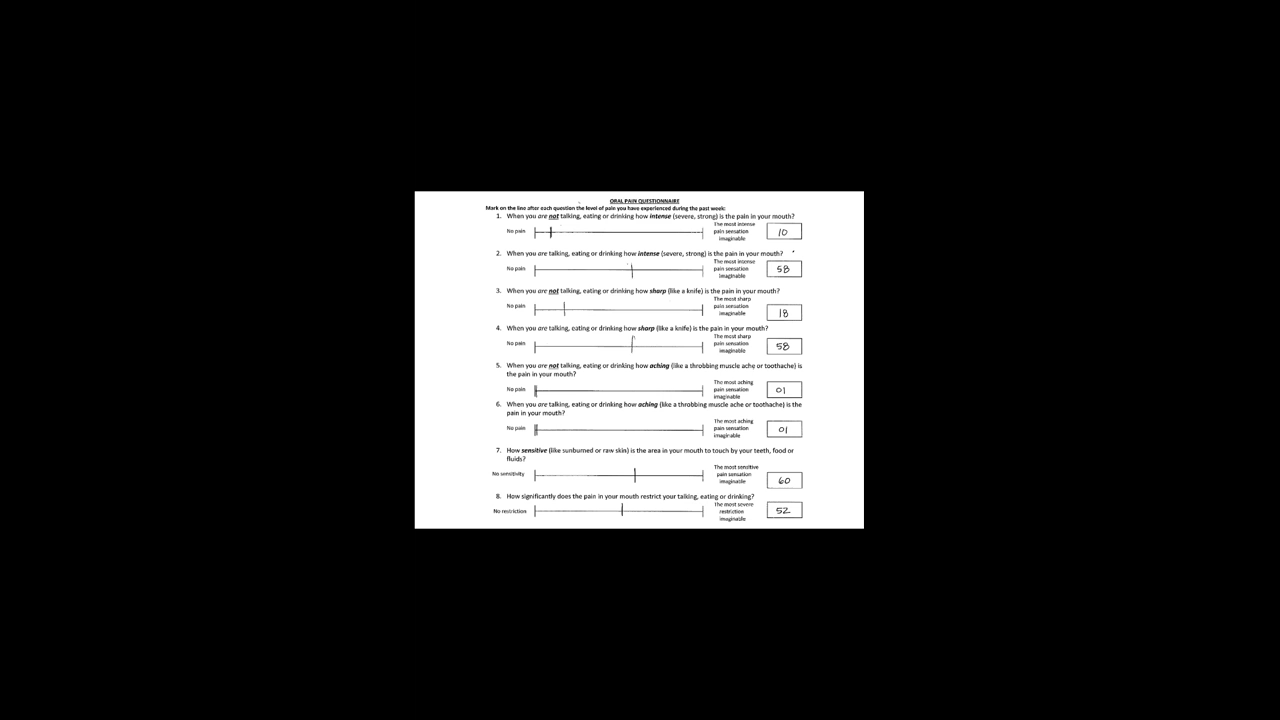 ORAL PAIN QUESTIONNAIRE
Mark on the line after each question the level of pain you have experienced during the past week:
1. When you are not talking, eating or drinking how intense (severe, strong) is the pain in your mouth?
No pain
The most intense
pain sensation
imaginable
10
2. When you are talking, eating or drinking how intense (severe, strong) is the pain in your mouth?
No pain
The most intense
pain sensation
imaginable
58
3. When you are not talking, eating or drinking how sharp (like a knife) is the pain in your mouth?
No pain
The most sharp
pain sensation
imaginable
18
4. When you are talking, eating or drinking how sharp (like a knife) is the pain in your mouth?
No pain
The most sharp
pain sensation
imaginable
58
5. When you are not talking, eating or drinking how aching (like a throbbing muscle ache or toothache) is
the pain in your mouth?
No pain
The most aching
pain sensation
imaginable
01
6. When you are talking, eating or drinking how aching (like a throbbing muscle ache or toothache) is the
pain in your mouth?
No pain
The most aching
pain sensation
imaginable
01
7. How sensitive (like sunburned or raw skin) is the area in your mouth to touch by your teeth, food or
fluids?
No sensitivity
The most sensitive
pain sensation
imaginable
60
8. How significantly does the pain in your mouth restrict your talking, eating or drinking?
No restriction
The most severe
restriction
imaginable
52